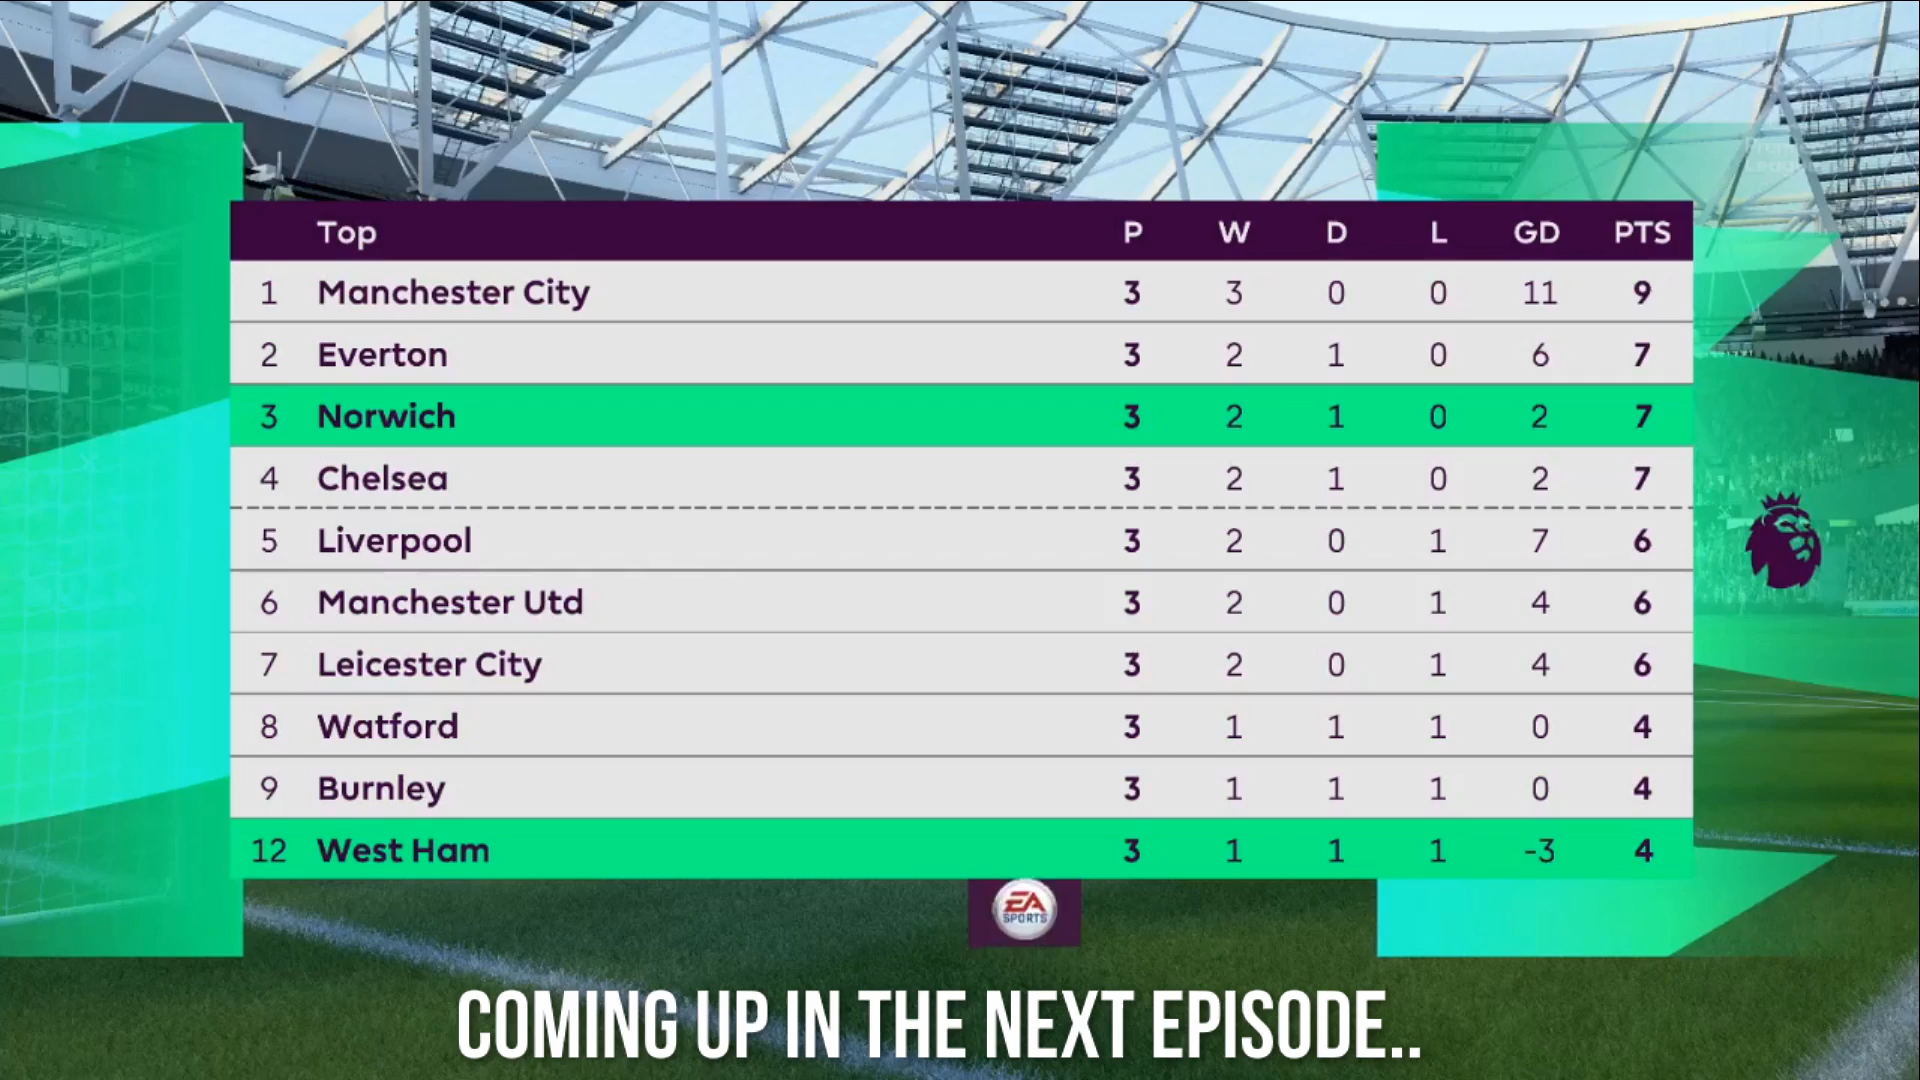 Top P W D L GD PTS
1 Manchester City 3 3 0 0 11 9
2 Everton 3 2 1 0 6 7
3 Norwich 3 2 1 0 2 7
4 Chelsea 3 2 1 0 2 7
5 Liverpool 3 2 0 1 7 6
6 Manchester Utd 3 2 0 1 4 6
7 Leicester City 3 2 0 1 4 6
8 Watford 3 1 1 1 0 4
9 Burnley 3 1 1 1 0 4
12 West Ham 3 1 1 1 -3 4
EA
SPORTS
COMING UP IN THE NEXT EPISODE..